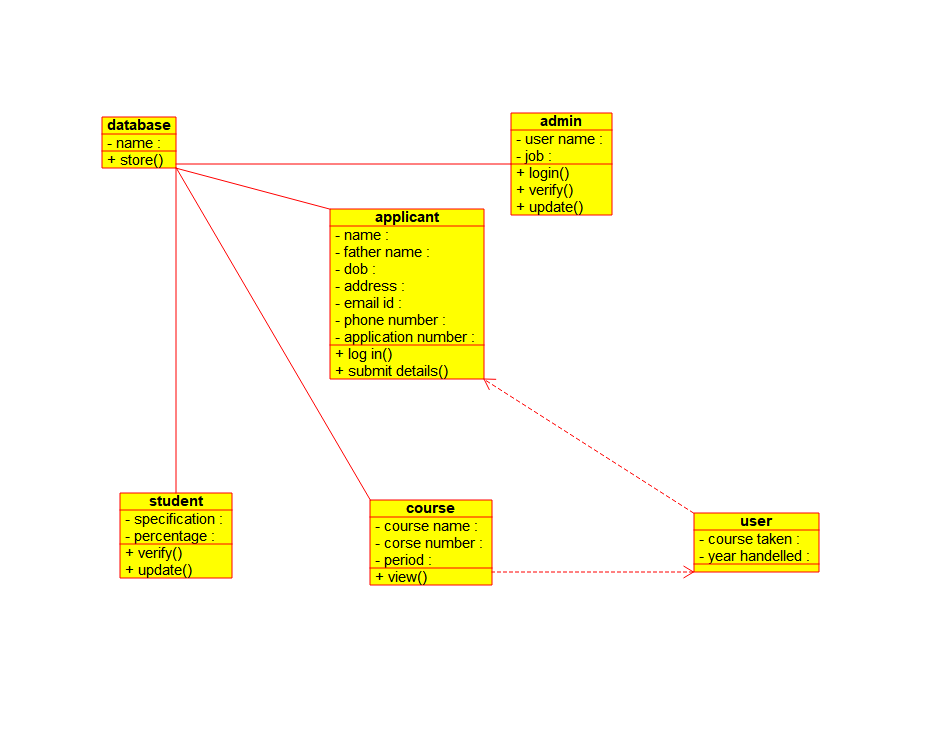 database
- name :
+ store()
admin
- user name :
- job :
+ login()
+ verify()
+ update()
applicant
- name :
- father name :
- dob :
- address :
- email id :
- phone number :
- application number :
+ log in()
+ submit details()
student
- specification :
- percentage :
+ verify()
+ update()
course
- course name :
- corse number :
- period :
+ view()
user
- course taken :
- year handelled :